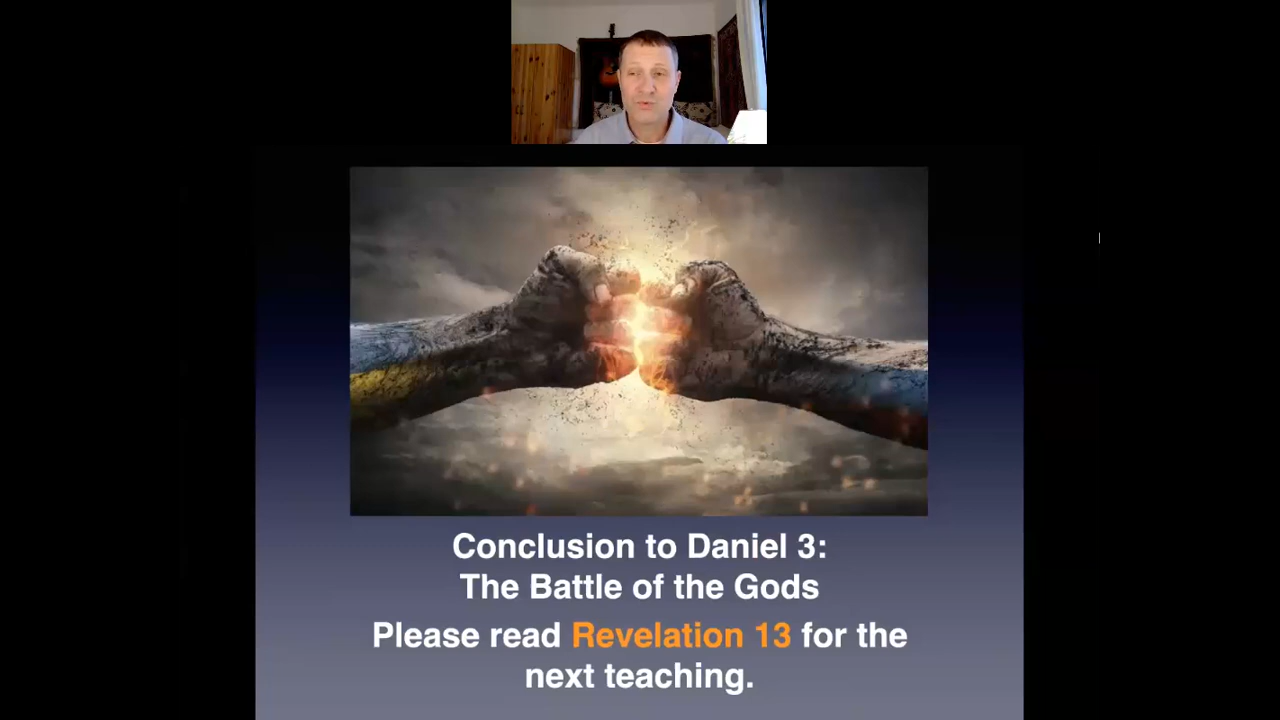 Conclusion to Daniel 3:
The Battle of the Gods
Please read Revelation 13 for the
next teaching.